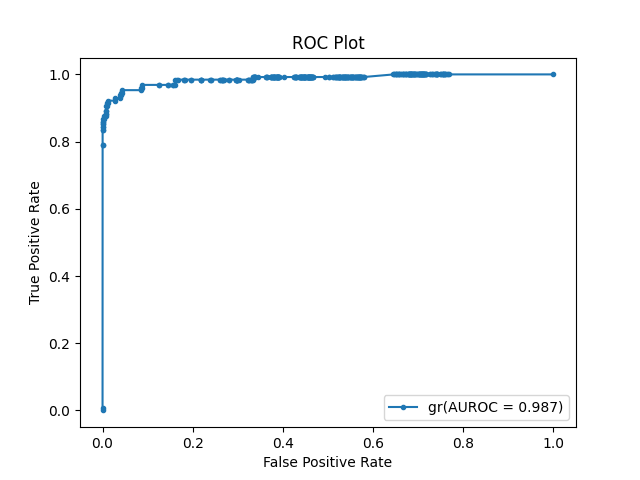 ROC Plot
True Positive Rate
1.0
0.8
0.6
0.4
0.2
0.0
gr(AUROC = 0.987)
0.0 0.2 0.4 0.6 0.8 1.0
False Positive Rate